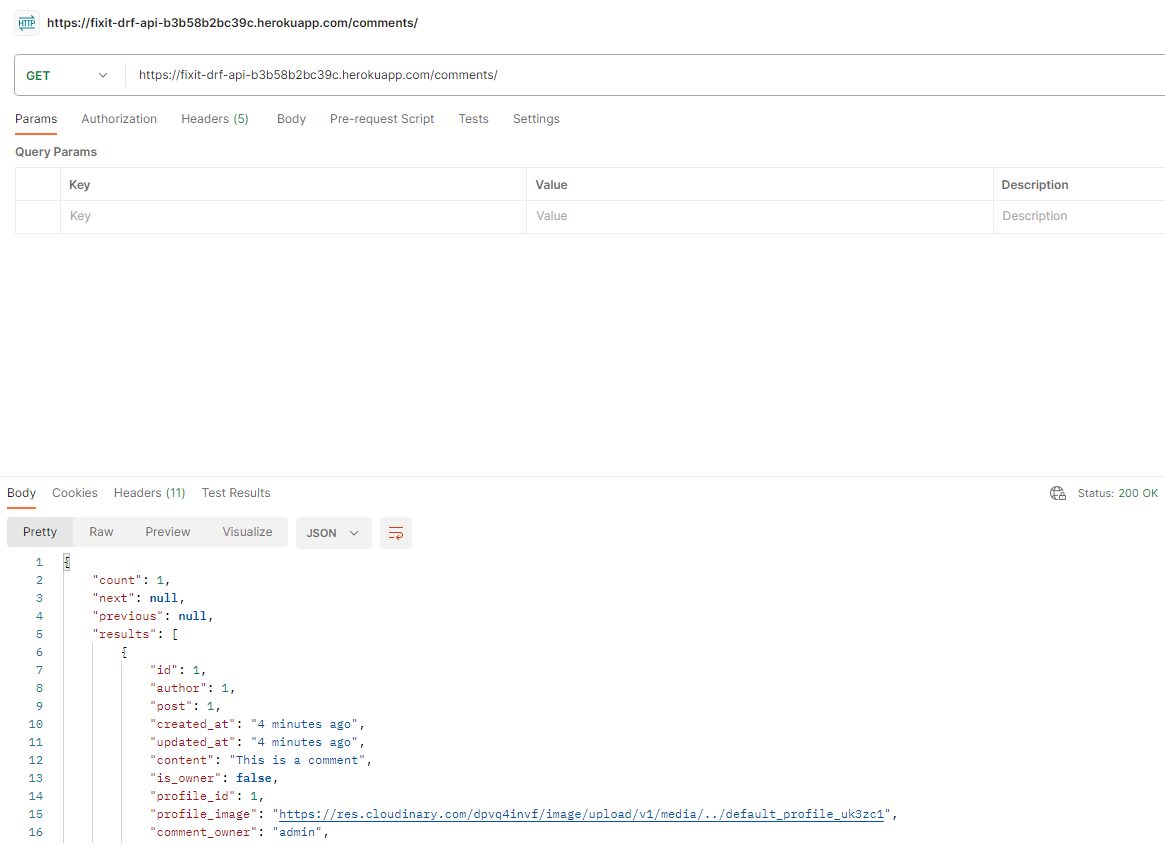 HTTP https://fixit-drf-api-b3b58b2bc39c.herokuapp.com/comments/
GET https://fixit-drf-api-b3b58b2bc39c.herokuapp.com/comments/
Params Authorization Headers (5) Body Pre-request Script Tests Settings
Query Params
Key Value Description
Key Value Description
Body Cookies Headers (11) Test Results Status: 200 OK
Pretty Raw Preview Visualize JSON
1 {
2 "count": 1,
3 "next": null,
4 "previous": null,
5 "results": [
6 {
7 "id": 1,
8 "author": 1,
9 "post": 1,
10 "created_at": "4 minutes ago",
11 "updated_at": "4 minutes ago",
12 "content": "This is a comment",
13 "is_owner": false,
14 "profile_id": 1,
15 "profile_image": "https://res.cloudinary.com/dpvq4invf/image/upload/v1/media/../default_profile_uk3zc1",
16 "comment_owner": "admin",